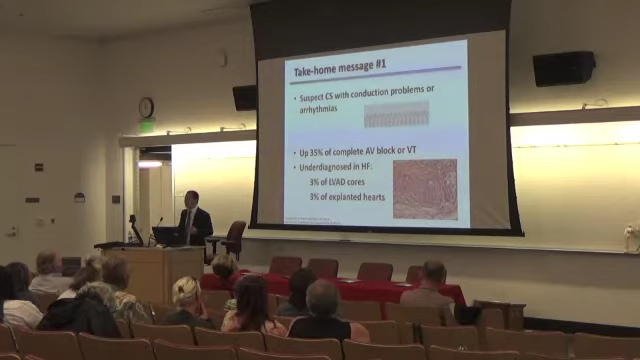 Take-home message #1
• Suspect CS with conduction problems or
arrhythmias
• Up 35% of complete AV block or VT
• Underdiagnosed in HF:
3% of LVAD cores
3% of explanted hearts